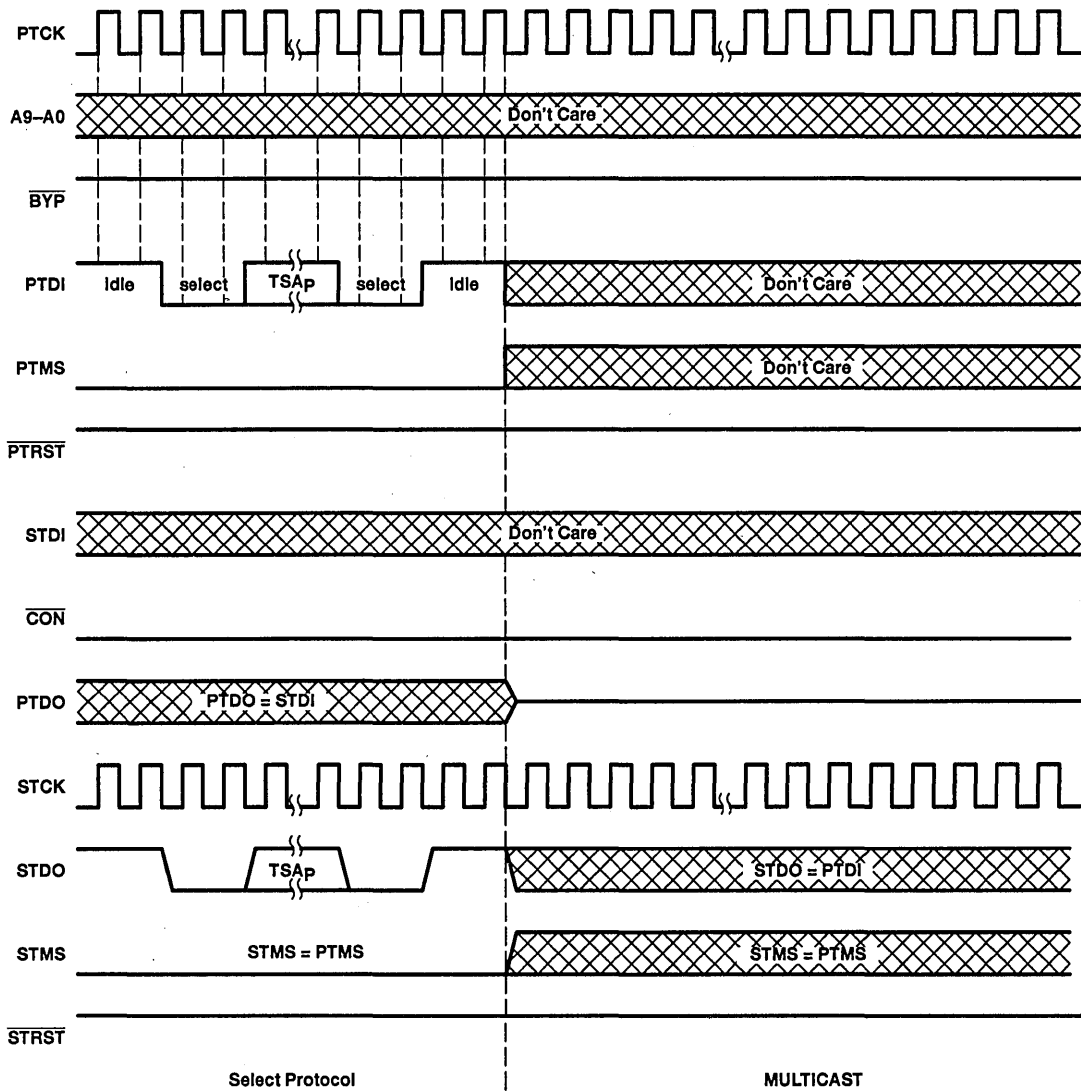 PTCK
A9–A0
Don't Care
BYP
PTDI
Idle
select
TSAP
select
Idle
Don't Care
PTMS
Don't Care
PTRST
STDI
Don't Care
CON
PTDO
PTDO = STDI
STCK
STDO
TSAP
STDO = PTDI
STMS
STMS = PTMS
STMS = PTMS
STRST
Select Protocol
MULTICAST